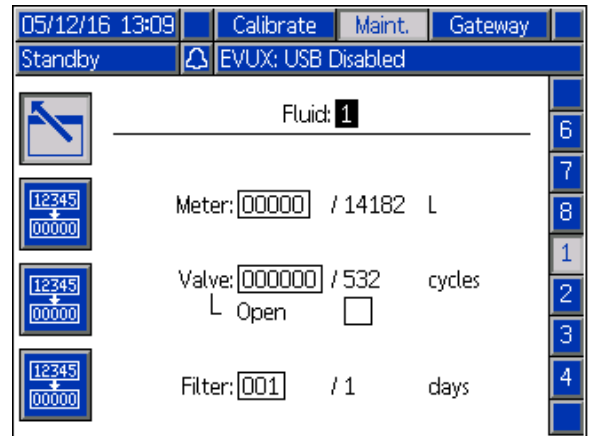 05/12/16 13:09 Calibrate Maint. Gateway
Standby EVUX: USB Disabled
Fluid: 1
6
7
12345 00000 Meter: 00000 / 14182 L 8
1
12345 00000 Valve: 000000 / 532 cycles 2
Open 3
12345 00000 Filter: 001 / 1 days 4